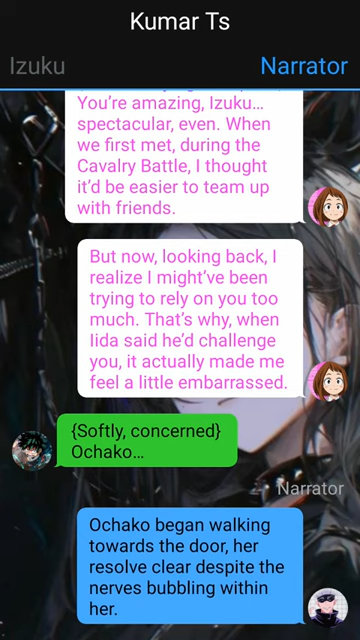 Kumar Ts
Izuku
Narrator
You're amazing, Izuku...
spectacular, even. When
we first met, during the
Cavalry Battle, I thought
it'd be easier to team up
with friends.
But now, looking back, I
realize I might've been
trying to rely on you too
much. That's why, when
Iida said he'd challenge
you, it actually made me
feel a little embarrassed.
{Softly, concerned}
Ochako...
Narrator
Ochako began walking
towards the door, her
resolve clear despite the
nerves bubbling within
her.